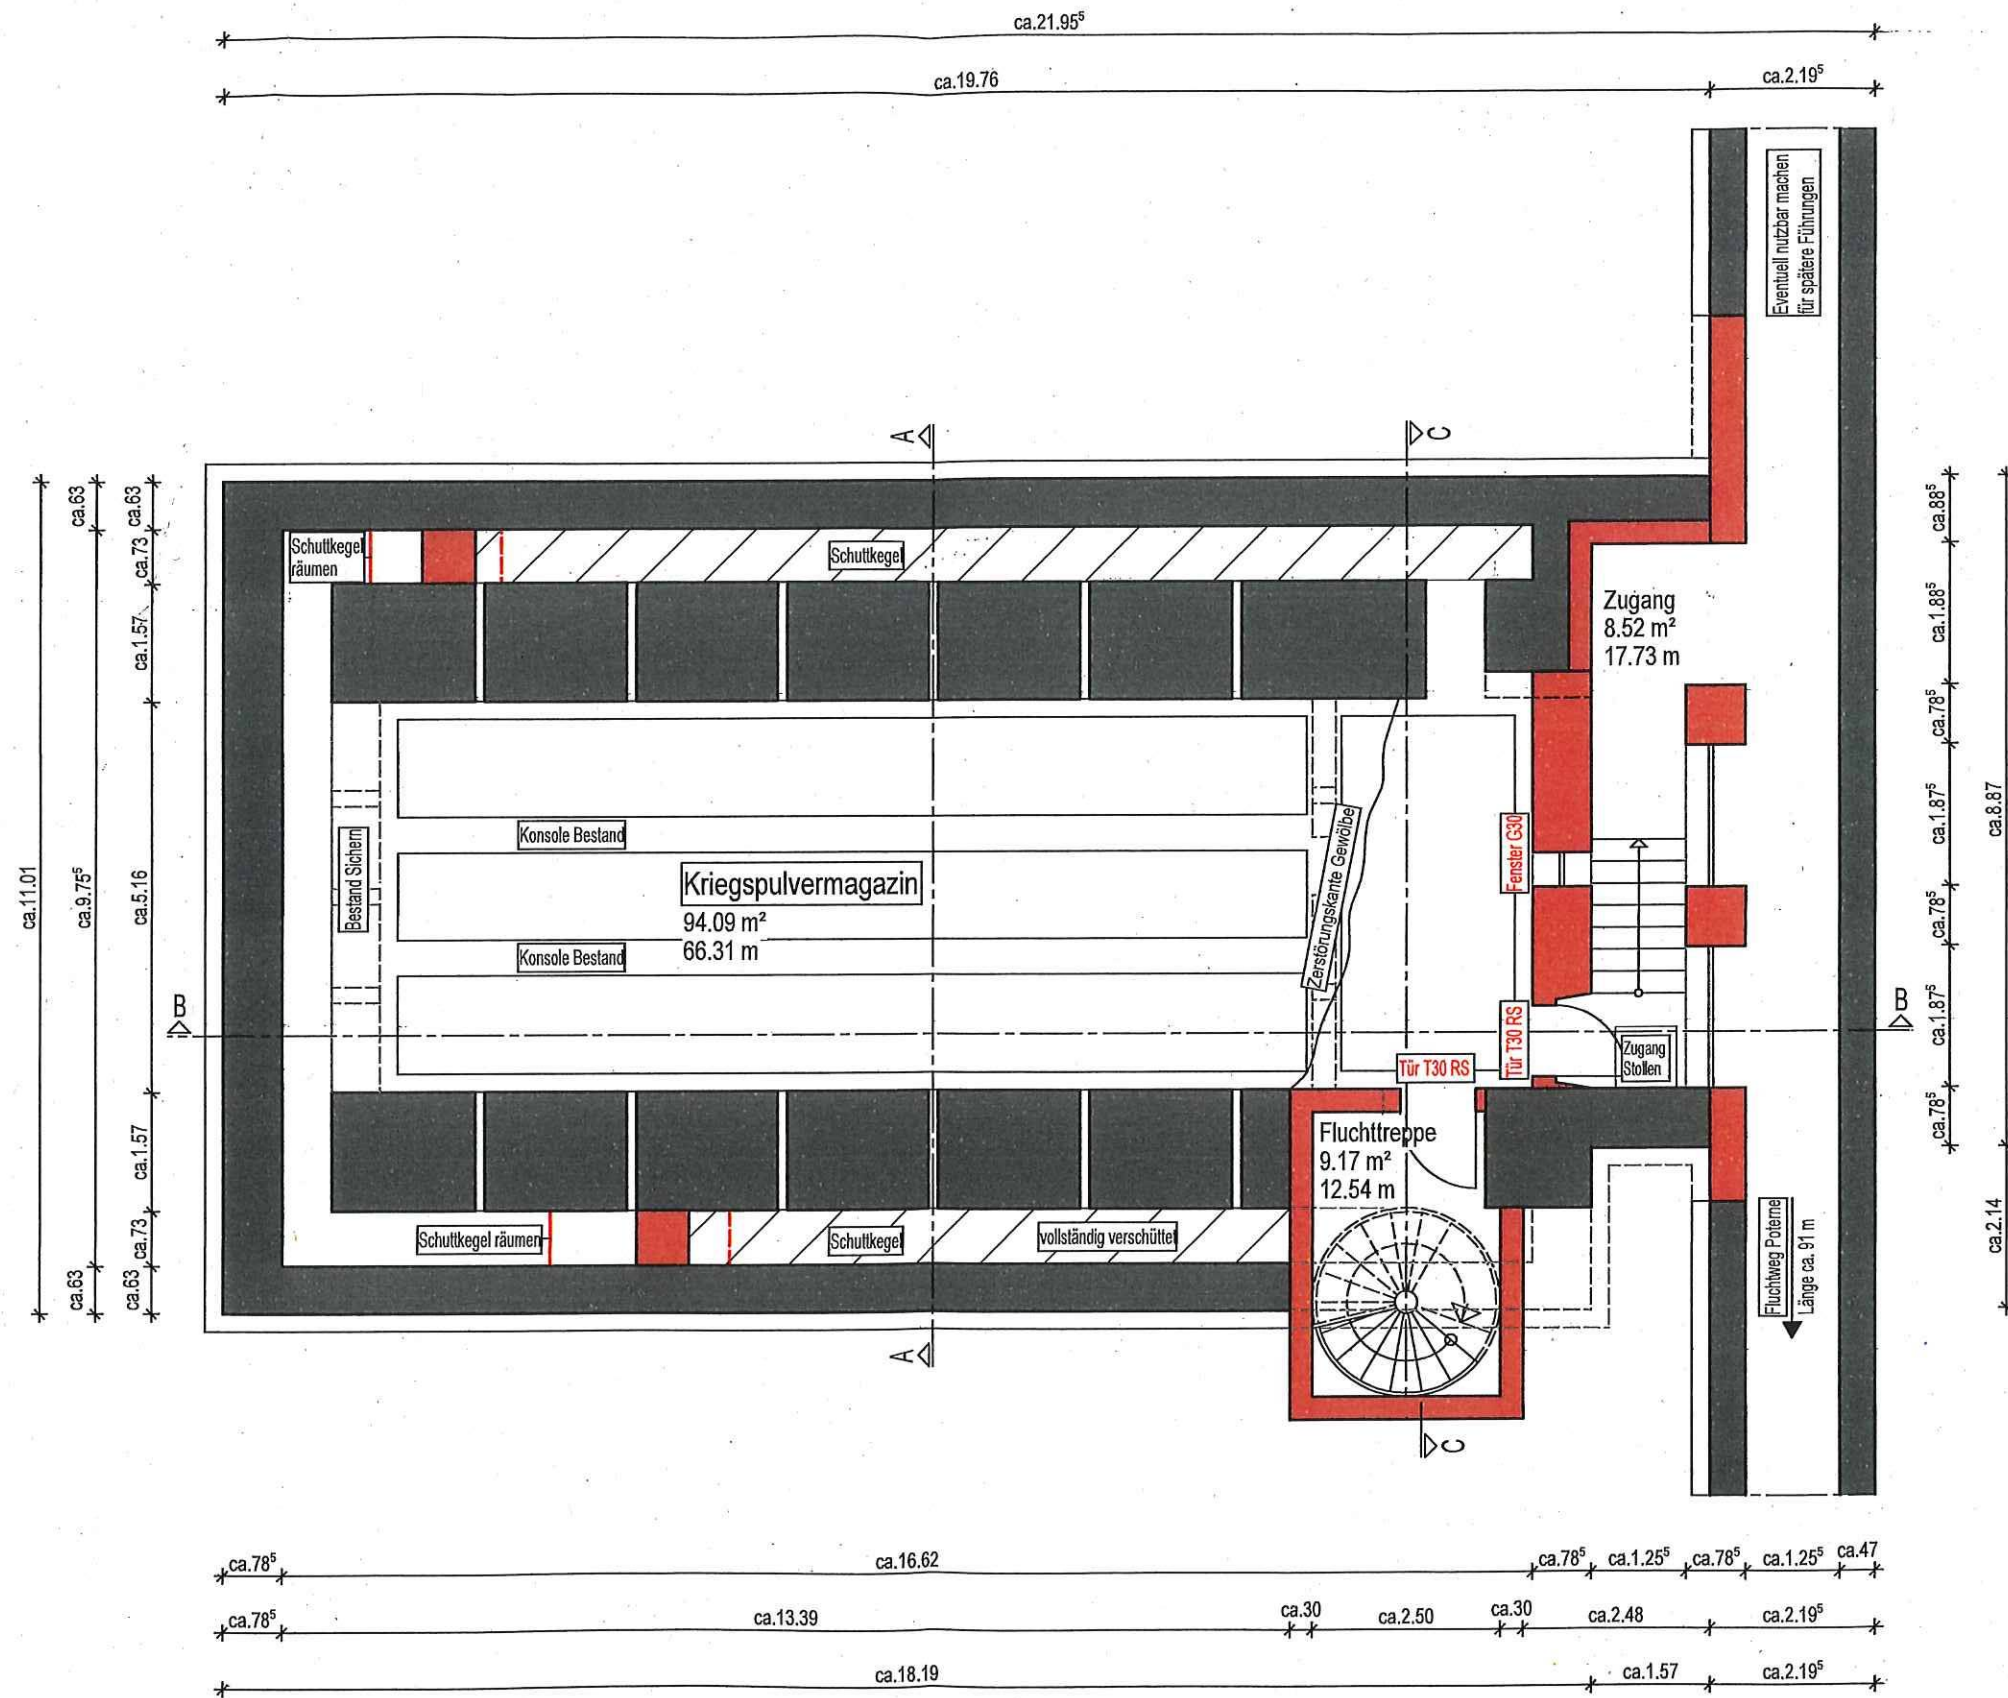 ca.21.95⁵
ca.19.76
ca.2.19⁵
Eventuell nutzbar machen
für spätere Führungen
A
C
ca.11.01
ca.63
ca.9.75⁵
ca.63
ca.63
ca.73
ca.1.57
ca.5.16
ca.1.57
ca.73
ca.63
Schuttkegel
räumen
Schuttkegel
Zugang
8.52 m²
17.73 m
Konsole Bestand
Kriegspulvermagazin
94.09 m²
66.31 m
Konsole Bestand
Bestand Sichern
Zerstörungskante Gewölbe
Fenster G30
Tür T30 RS
Tür T30 RS
Zugang
Stollen
B
B
Fluchttreppe
9.17 m²
12.54 m
Schuttkegel räumen
Schuttkegel
vollständig verschüttet
Fluchtweg Poterne
Länge ca. 91 m
A
C
ca.88⁵
ca.1.88⁵
ca.78⁵
ca.1.87⁵
ca.78⁵
ca.1.87⁵
ca.78⁵
ca.8.87
ca.2.14
ca.78⁵
ca.16.62
ca.78⁵
ca.1.25⁵
ca.78⁵
ca.1.25⁵
ca.47
ca.78⁵
ca.13.39
ca.30
ca.2.50
ca.30
ca.2.48
ca.2.19⁵
ca.18.19
ca.1.57
ca.2.19⁵